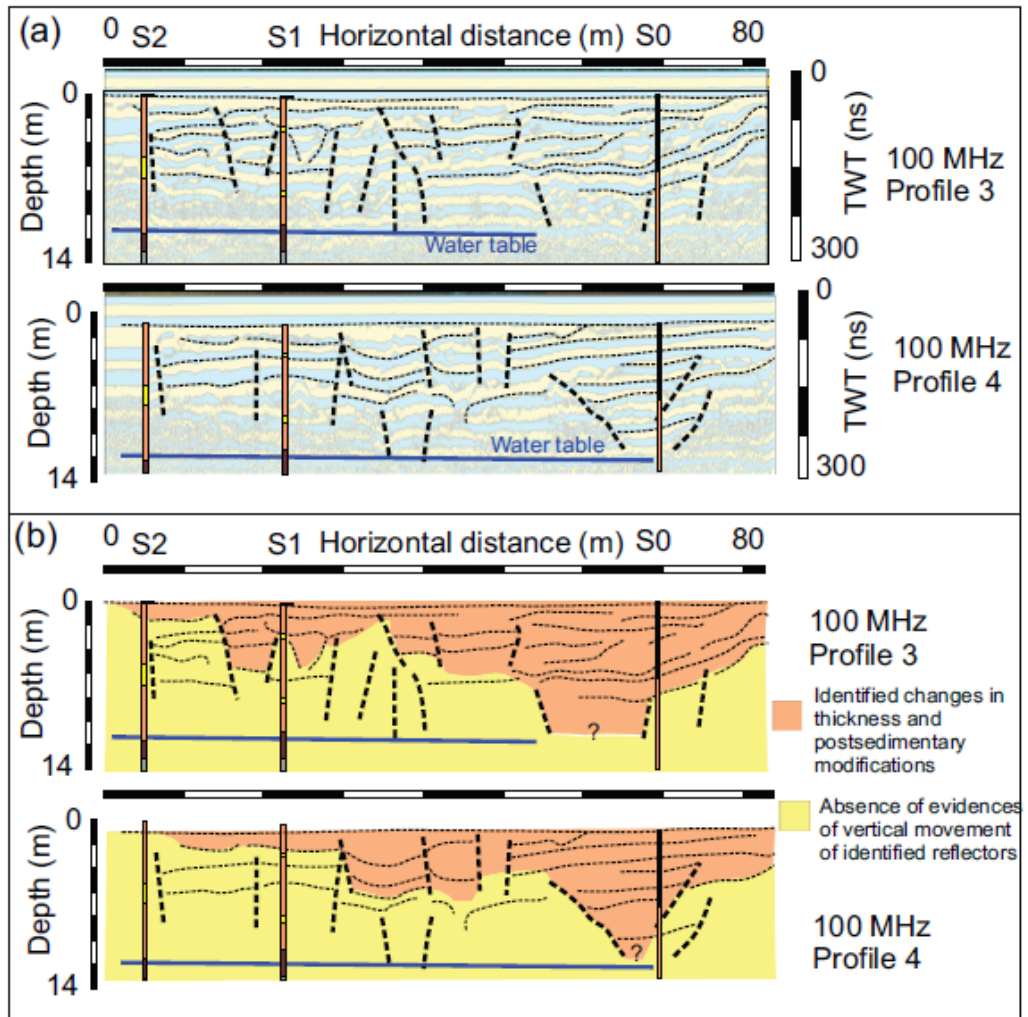 (a)
0 S2 S1 Horizontal distance (m) S0 80
0
Depth (m)
14
Water table
0
TWT (ns)
300
100 MHz
Profile 3
0
Depth (m)
14
Water table
0
TWT (ns)
300
100 MHz
Profile 4
(b)
0 S2 S1 Horizontal distance (m) S0 80
0
Depth (m)
14
?
100 MHz
Profile 3
Identified changes in
thickness and
postsedimentary
modifications
Absence of evidences
of vertical movement
of identified reflectors
0
Depth (m)
14
?
100 MHz
Profile 4